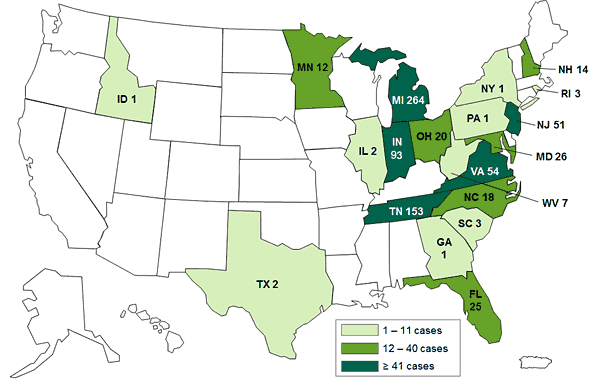 MN 12
NH 14
ID 1
NY 1
RI 3
MI 264
PA 1
NJ 51
OH 20
IL 2
IN
93
MD 26
VA 54
WV 7
NC 18
TN 153
SC 3
GA
1
TX 2
FL
25
1 – 11 cases
12 – 40 cases
≥ 41 cases